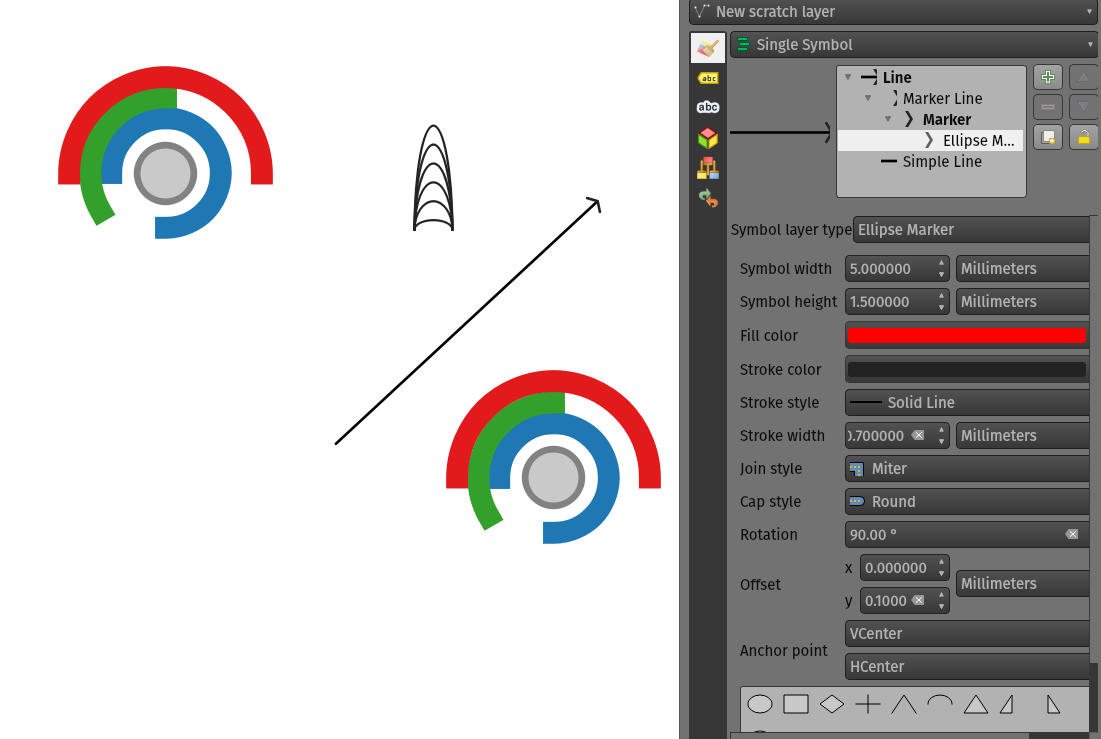 New scratch layer
Single Symbol
abc
abc
Line
Marker Line
Marker
Ellipse M...
Simple Line
Symbol layer type Ellipse Marker
Symbol width 5.000000 Millimeters
Symbol height 1.500000 Millimeters
Fill color
Stroke color
Stroke style Solid Line
Stroke width 0.700000 Millimeters
Join style Miter
Cap style Round
Rotation 90.00 °
Offset x 0.000000 Millimeters
y 0.1000
Anchor point VCenter
HCenter